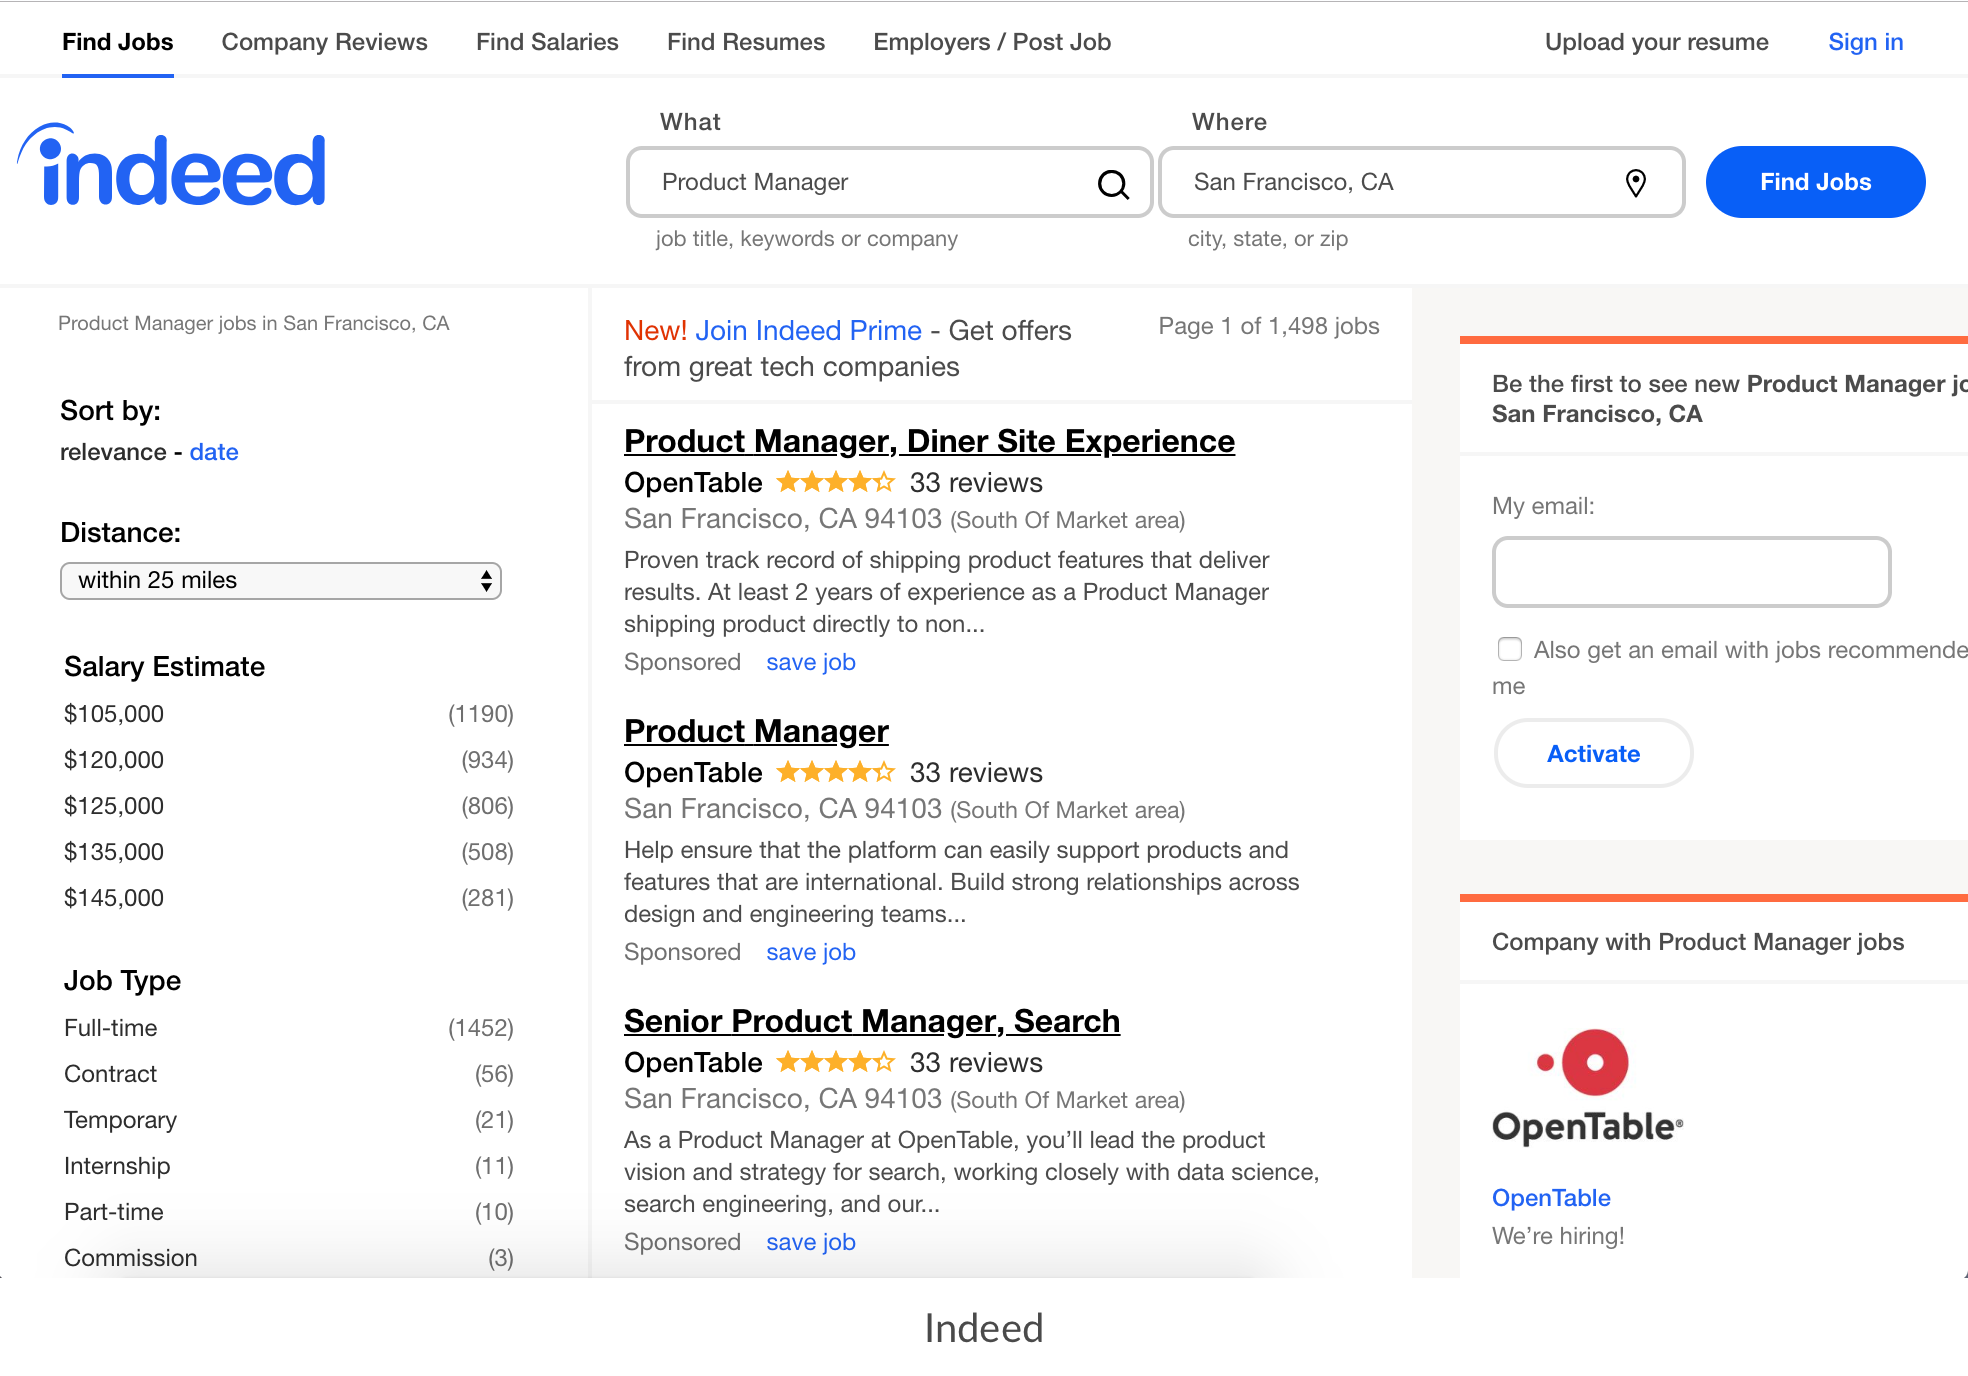 Find Jobs Company Reviews Find Salaries Find Resumes Employers / Post Job Upload your resume Sign in
indeed
What Where
Product Manager San Francisco, CA Find Jobs
job title, keywords or company city, state, or zip
Product Manager jobs in San Francisco, CA
Sort by:
relevance - date
Distance:
within 25 miles
Salary Estimate
$105,000 (1190)
$120,000 (934)
$125,000 (806)
$135,000 (508)
$145,000 (281)
Job Type
Full-time (1452)
Contract (56)
Temporary (21)
Internship (11)
Part-time (10)
Commission (3)
New! Join Indeed Prime - Get offers
from great tech companies
Page 1 of 1,498 jobs
Product Manager, Diner Site Experience
OpenTable 33 reviews
San Francisco, CA 94103 (South Of Market area)
Proven track record of shipping product features that deliver
results. At least 2 years of experience as a Product Manager
shipping product directly to non...
Sponsored save job
Product Manager
OpenTable 33 reviews
San Francisco, CA 94103 (South Of Market area)
Help ensure that the platform can easily support products and
features that are international. Build strong relationships across
design and engineering teams...
Sponsored save job
Senior Product Manager, Search
OpenTable 33 reviews
San Francisco, CA 94103 (South Of Market area)
As a Product Manager at OpenTable, you’ll lead the product
vision and strategy for search, working closely with data science,
search engineering, and our...
Sponsored save job
Be the first to see new Product Manager jo
San Francisco, CA
My email:
Also get an email with jobs recommende
me
Activate
Company with Product Manager jobs
OpenTable®
OpenTable
We’re hiring!
Indeed